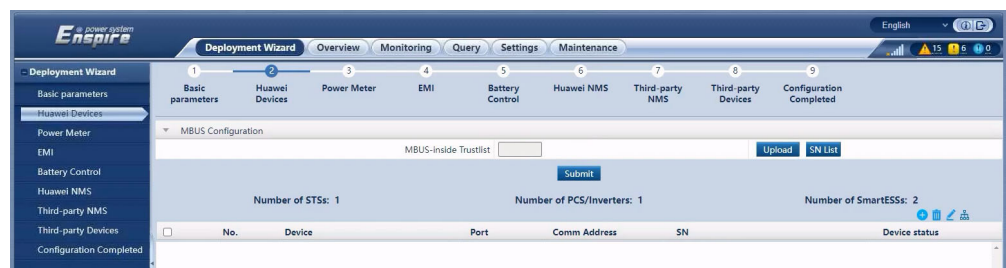 Enspire e power system
English
Deployment Wizard Overview Monitoring Query Settings Maintenance
15 6 0
Deployment Wizard
Basic parameters
Huawei Devices
Power Meter
EMI
Battery Control
Huawei NMS
Third-party NMS
Third-party Devices
Configuration Completed
1 2 3 4 5 6 7 8 9
Basic parameters
Huawei Devices
Power Meter
EMI
Battery Control
Huawei NMS
Third-party NMS
Third-party Devices
Configuration Completed
MBUS Configuration
MBUS-inside Trustlist Upload SN List
Submit
Number of STSs: 1 Number of PCS/Inverters: 1 Number of SmartESSs: 2
No. Device Port Comm Address SN Device status